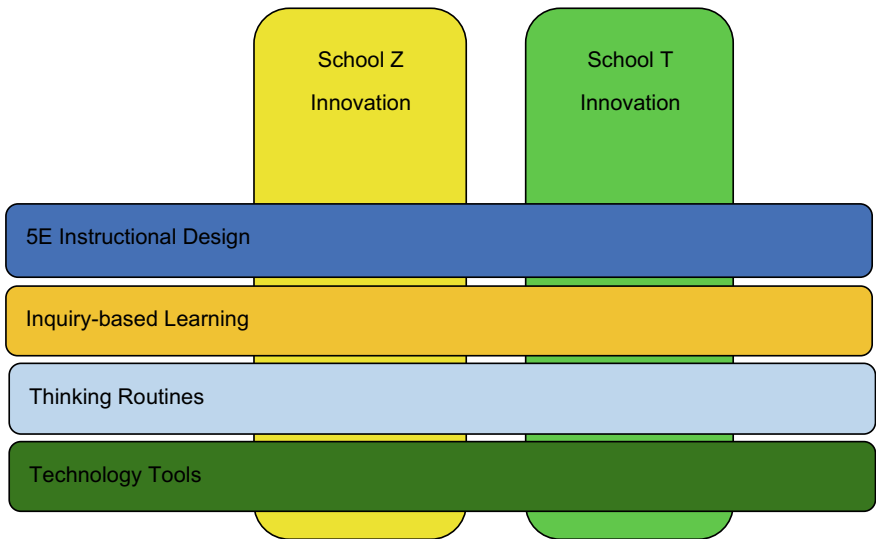 School Z
Innovation
School T
Innovation
5E Instructional Design
Inquiry-based Learning
Thinking Routines
Technology Tools